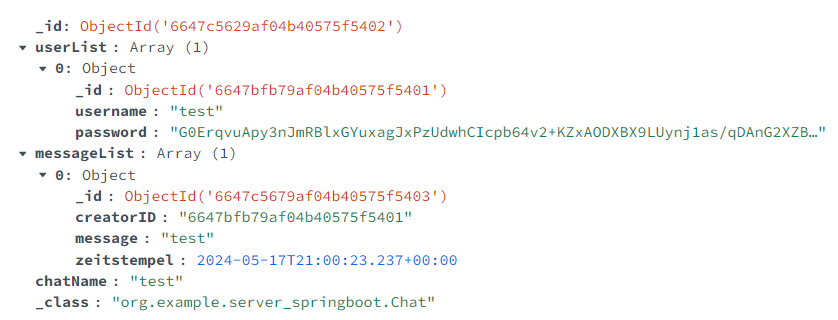 _id: ObjectId('6647c5629af04b40575f5402')
userList : Array (1)
0: Object
_id : ObjectId('6647bfb79af04b40575f5401')
username : "test"
password : "G0ErqvuApy3nJmRBlxGYuxagJxPzUdwhCIcpb64v2+KZxAODXBX9LUynj1as/qDAnG2XZB…"
messageList : Array (1)
0: Object
_id : ObjectId('6647c5679af04b40575f5403')
creatorID : "6647bfb79af04b40575f5401"
message : "test"
zeitstempel : 2024-05-17T21:00:23.237+00:00
chatName : "test"
_class : "org.example.server_springboot.Chat"